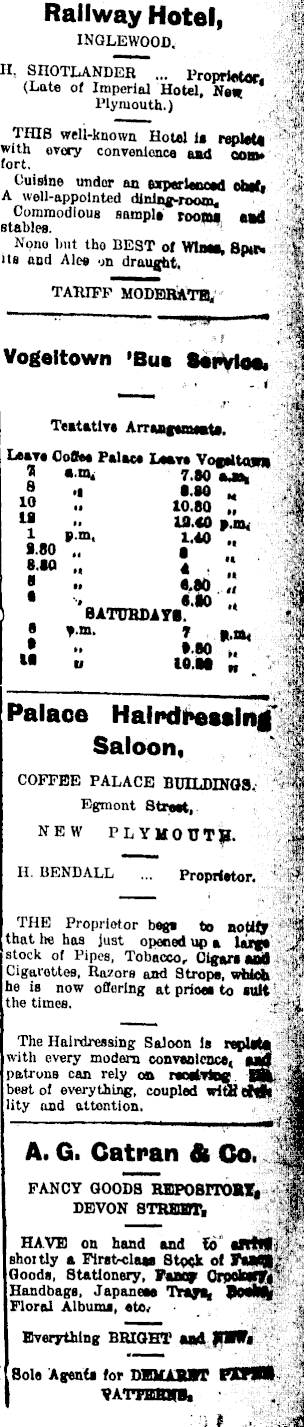 Railway Hotel,
INGLEWOOD.
H. SHOTLANDER ... Proprietor,
(Late of Imperial Hotel, New
Plymouth.)
THIS well-known Hotel is replete
with every convenience and com-
fort.
Cuisine under an experienced chef,
A well-appointed dining-room,
Commodious sample rooms and
stables.
None but the BEST of Wines, Spir-
its and Ales on draught.
TARIFF MODERATE.
Vogeltown 'Bus Service.
Tentative Arrangements.
Leave Coffee Palace Leave Vogeltown
7 a.m. 7.30 a.m.
8 ,, 8.30 ,,
10 ,, 10.30 ,,
12 ,, 12.40 p.m.
1 p.m. 1.40 ,,
2.30 ,, 3 ,,
3.30 ,, 4 ,,
5 ,, 5.30 ,,
6 ,, 6.30 ,,
SATURDAYS.
p.m. 7 p.m.
9 ,, 9.30 ,,
10 ,, ,,
Palace Hairdressing
Saloon,
COFFEE PALACE BUILDINGS.
Egmont Street,
NEW PLYMOUTH.
H. BENDALL ... Proprietor.
THE Proprietor begs to notify
that he has just opened up a large
stock of Pipes, Tobacco, Cigars and
Cigarettes, Razors and Strops, which
he is now offering at prices to suit
the times.
The Hairdressing Saloon is replete
with every modern convenience, and
patrons can rely on receiving the
best of everything, coupled with civi-
lity and attention.
A. G. Catran & Co.
FANCY GOODS REPOSITORY,
DEVON STREET,
HAVE on hand and to arrive
shortly a First-class Stock of Fancy
Goods, Stationery, Fancy Crockery,
Handbags, Japanese Trays, Books,
Floral Albums, etc.
Everything BRIGHT and NEW.
Sole Agents for DEMAREST PAPER
PATTERNS.